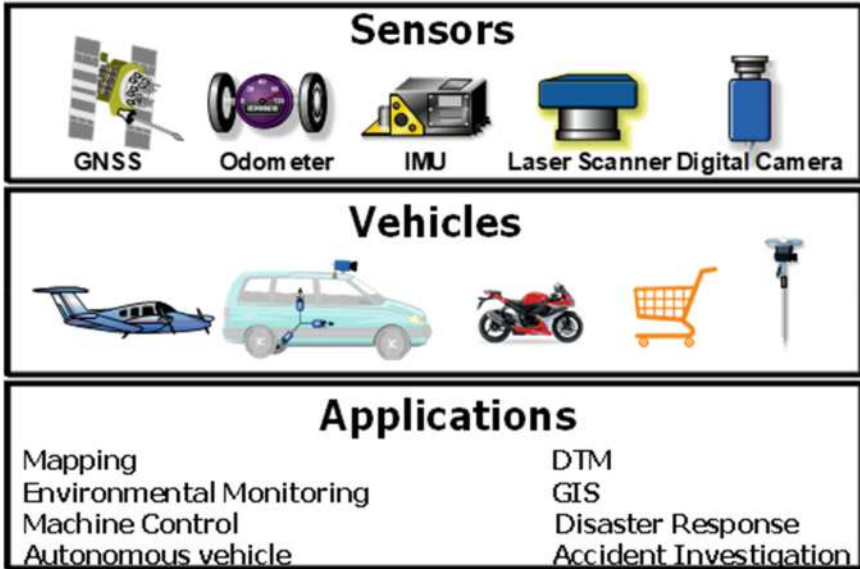 Sensors
GNSS Odometer IMU Laser Scanner Digital Camera
Vehicles
Applications
Mapping DTM
Environmental Monitoring GIS
Machine Control Disaster Response
Autonomous vehicle Accident Investigation